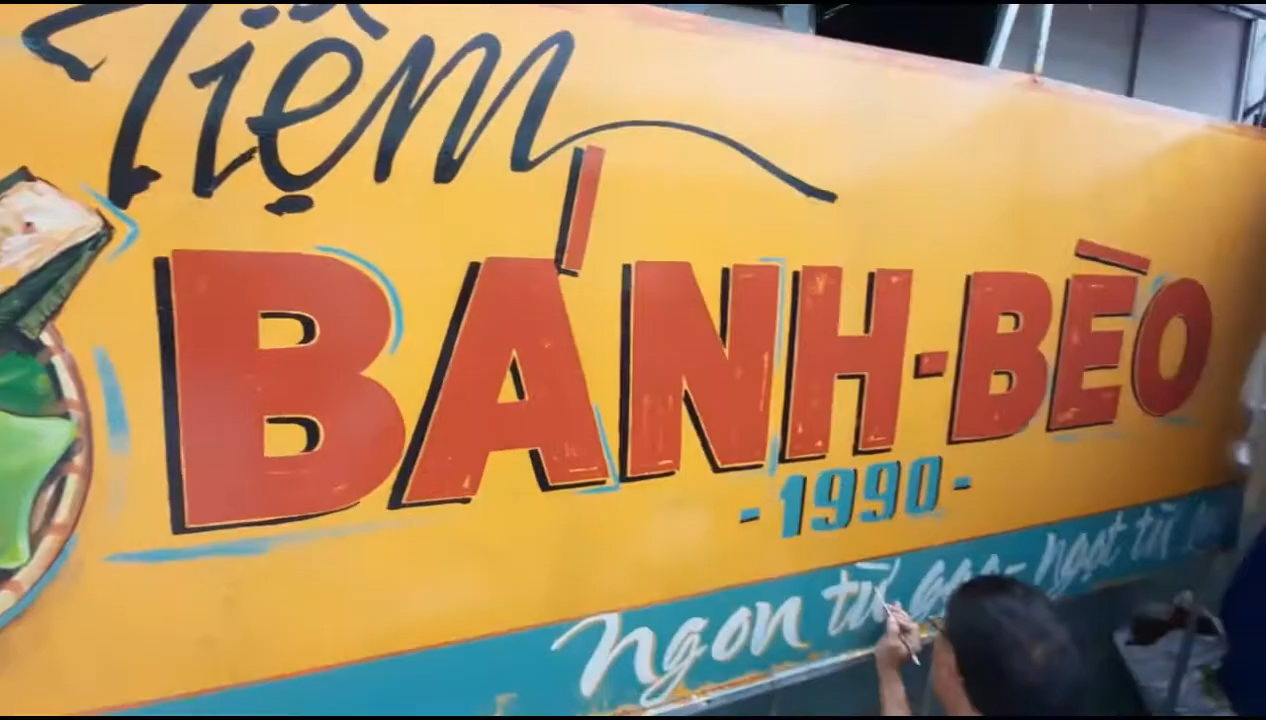 Tiệm
BÁNH-BÈO
-1990-
ngon từ gạo- ngọt từ